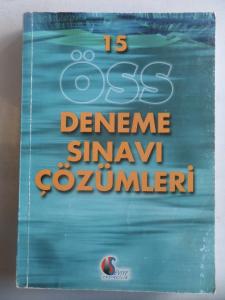 15
ÖSS
DENEME
SINAVI
ÇÖZÜMLERİ